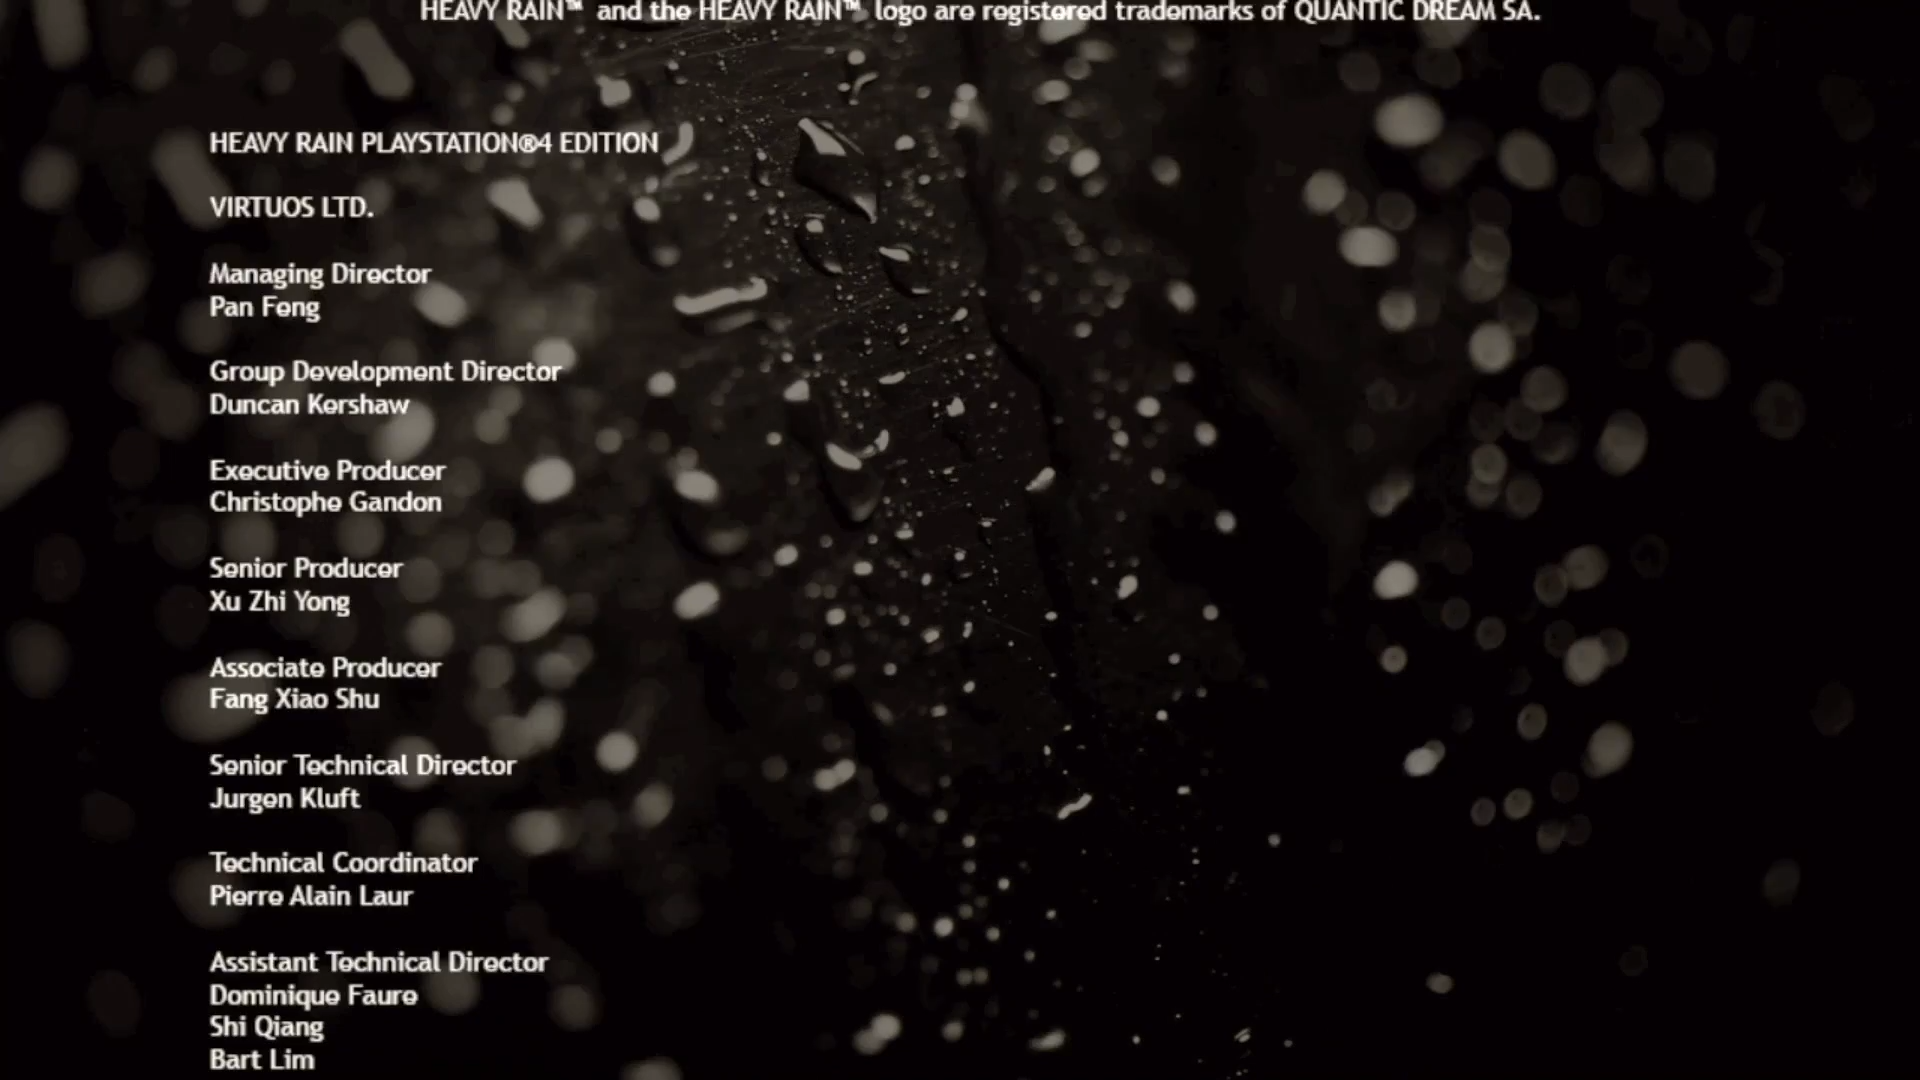 HEAVY RAIN™ and the HEAVY RAIN™ logo are registered trademarks of QUANTIC DREAM SA.
HEAVY RAIN PLAYSTATION®4 EDITION
VIRTUOS LTD.
Managing Director
Pan Feng
Group Development Director
Duncan Kershaw
Executive Producer
Christophe Gandon
Senior Producer
Xu Zhi Yong
Associate Producer
Fang Xiao Shu
Senior Technical Director
Jurgen Kluft
Technical Coordinator
Pierre Alain Laur
Assistant Technical Director
Dominique Faure
Shi Qiang
Bart Lim